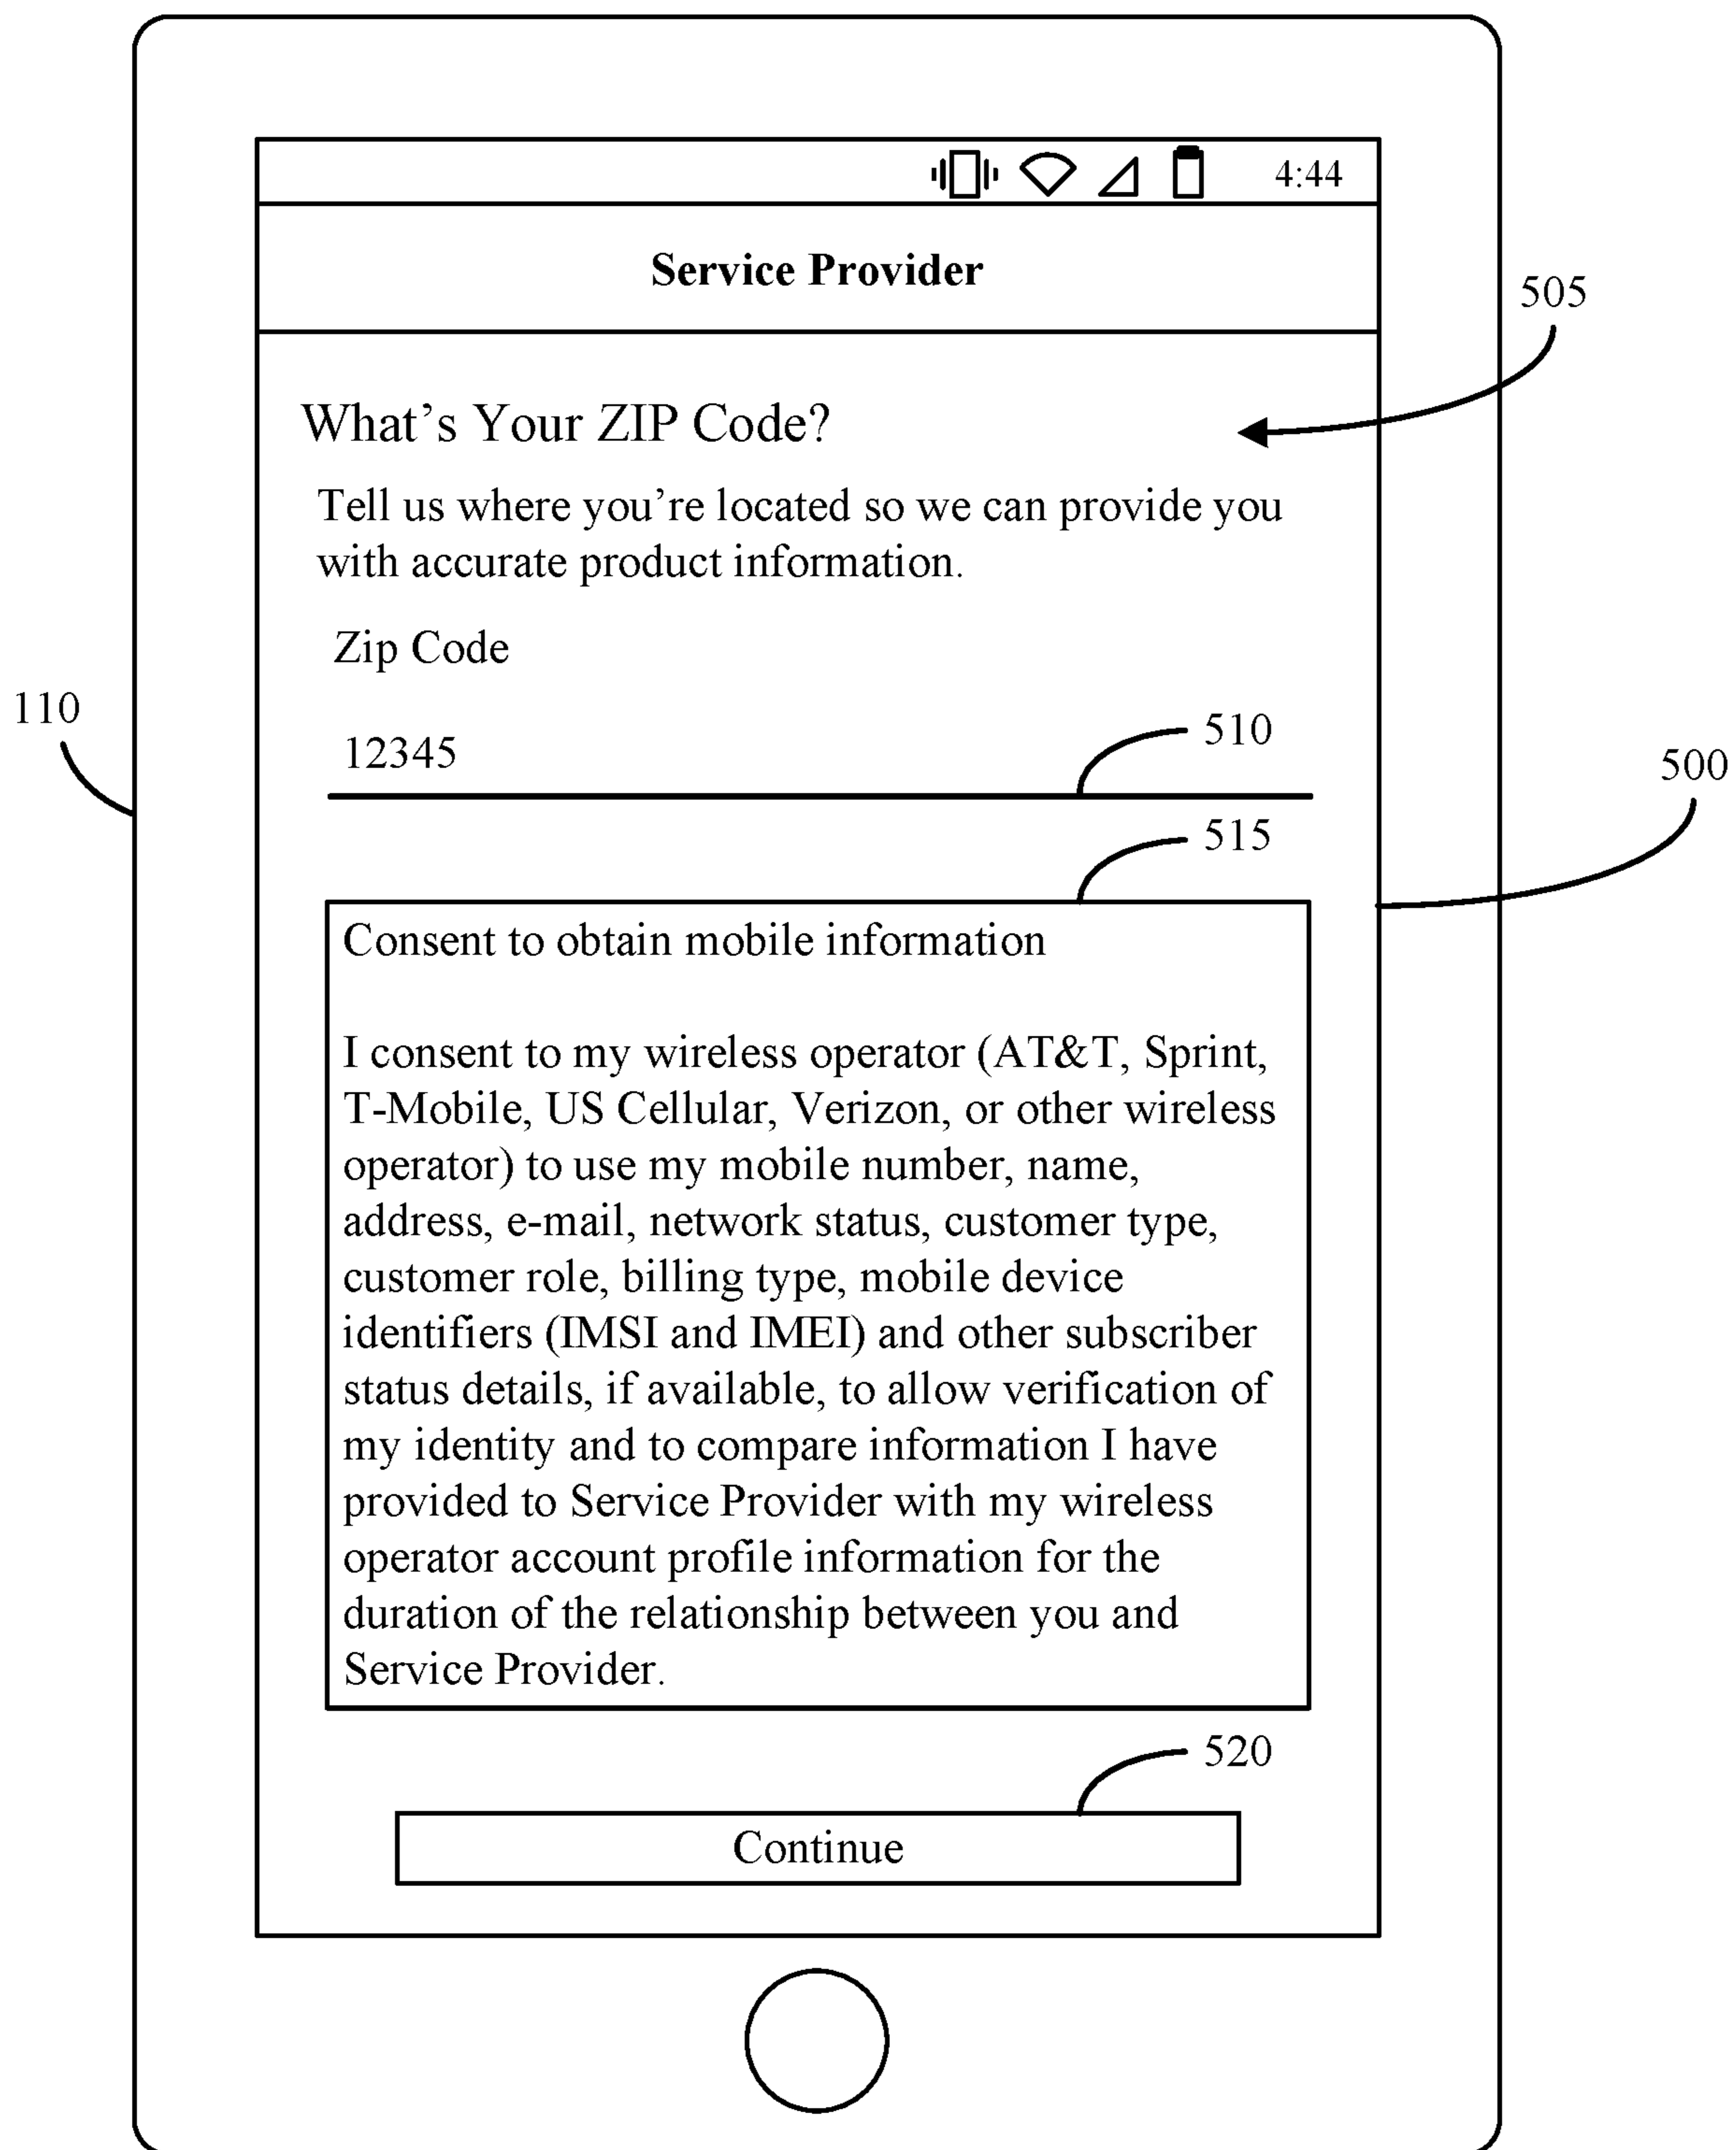 4:44
Service Provider
505
What’s Your ZIP Code?
Tell us where you’re located so we can provide you
with accurate product information.
Zip Code
110
510
12345
500
515
Consent to obtain mobile information
I consent to my wireless operator (AT&T, Sprint,
T-Mobile, US Cellular, Verizon, or other wireless
operator) to use my mobile number, name,
address, e-mail, network status, customer type,
customer role, billing type, mobile device
identifiers (IMSI and IMEI) and other subscriber
status details, if available, to allow verification of
my identity and to compare information I have
provided to Service Provider with my wireless
operator account profile information for the
duration of the relationship between you and
Service Provider.
520
Continue